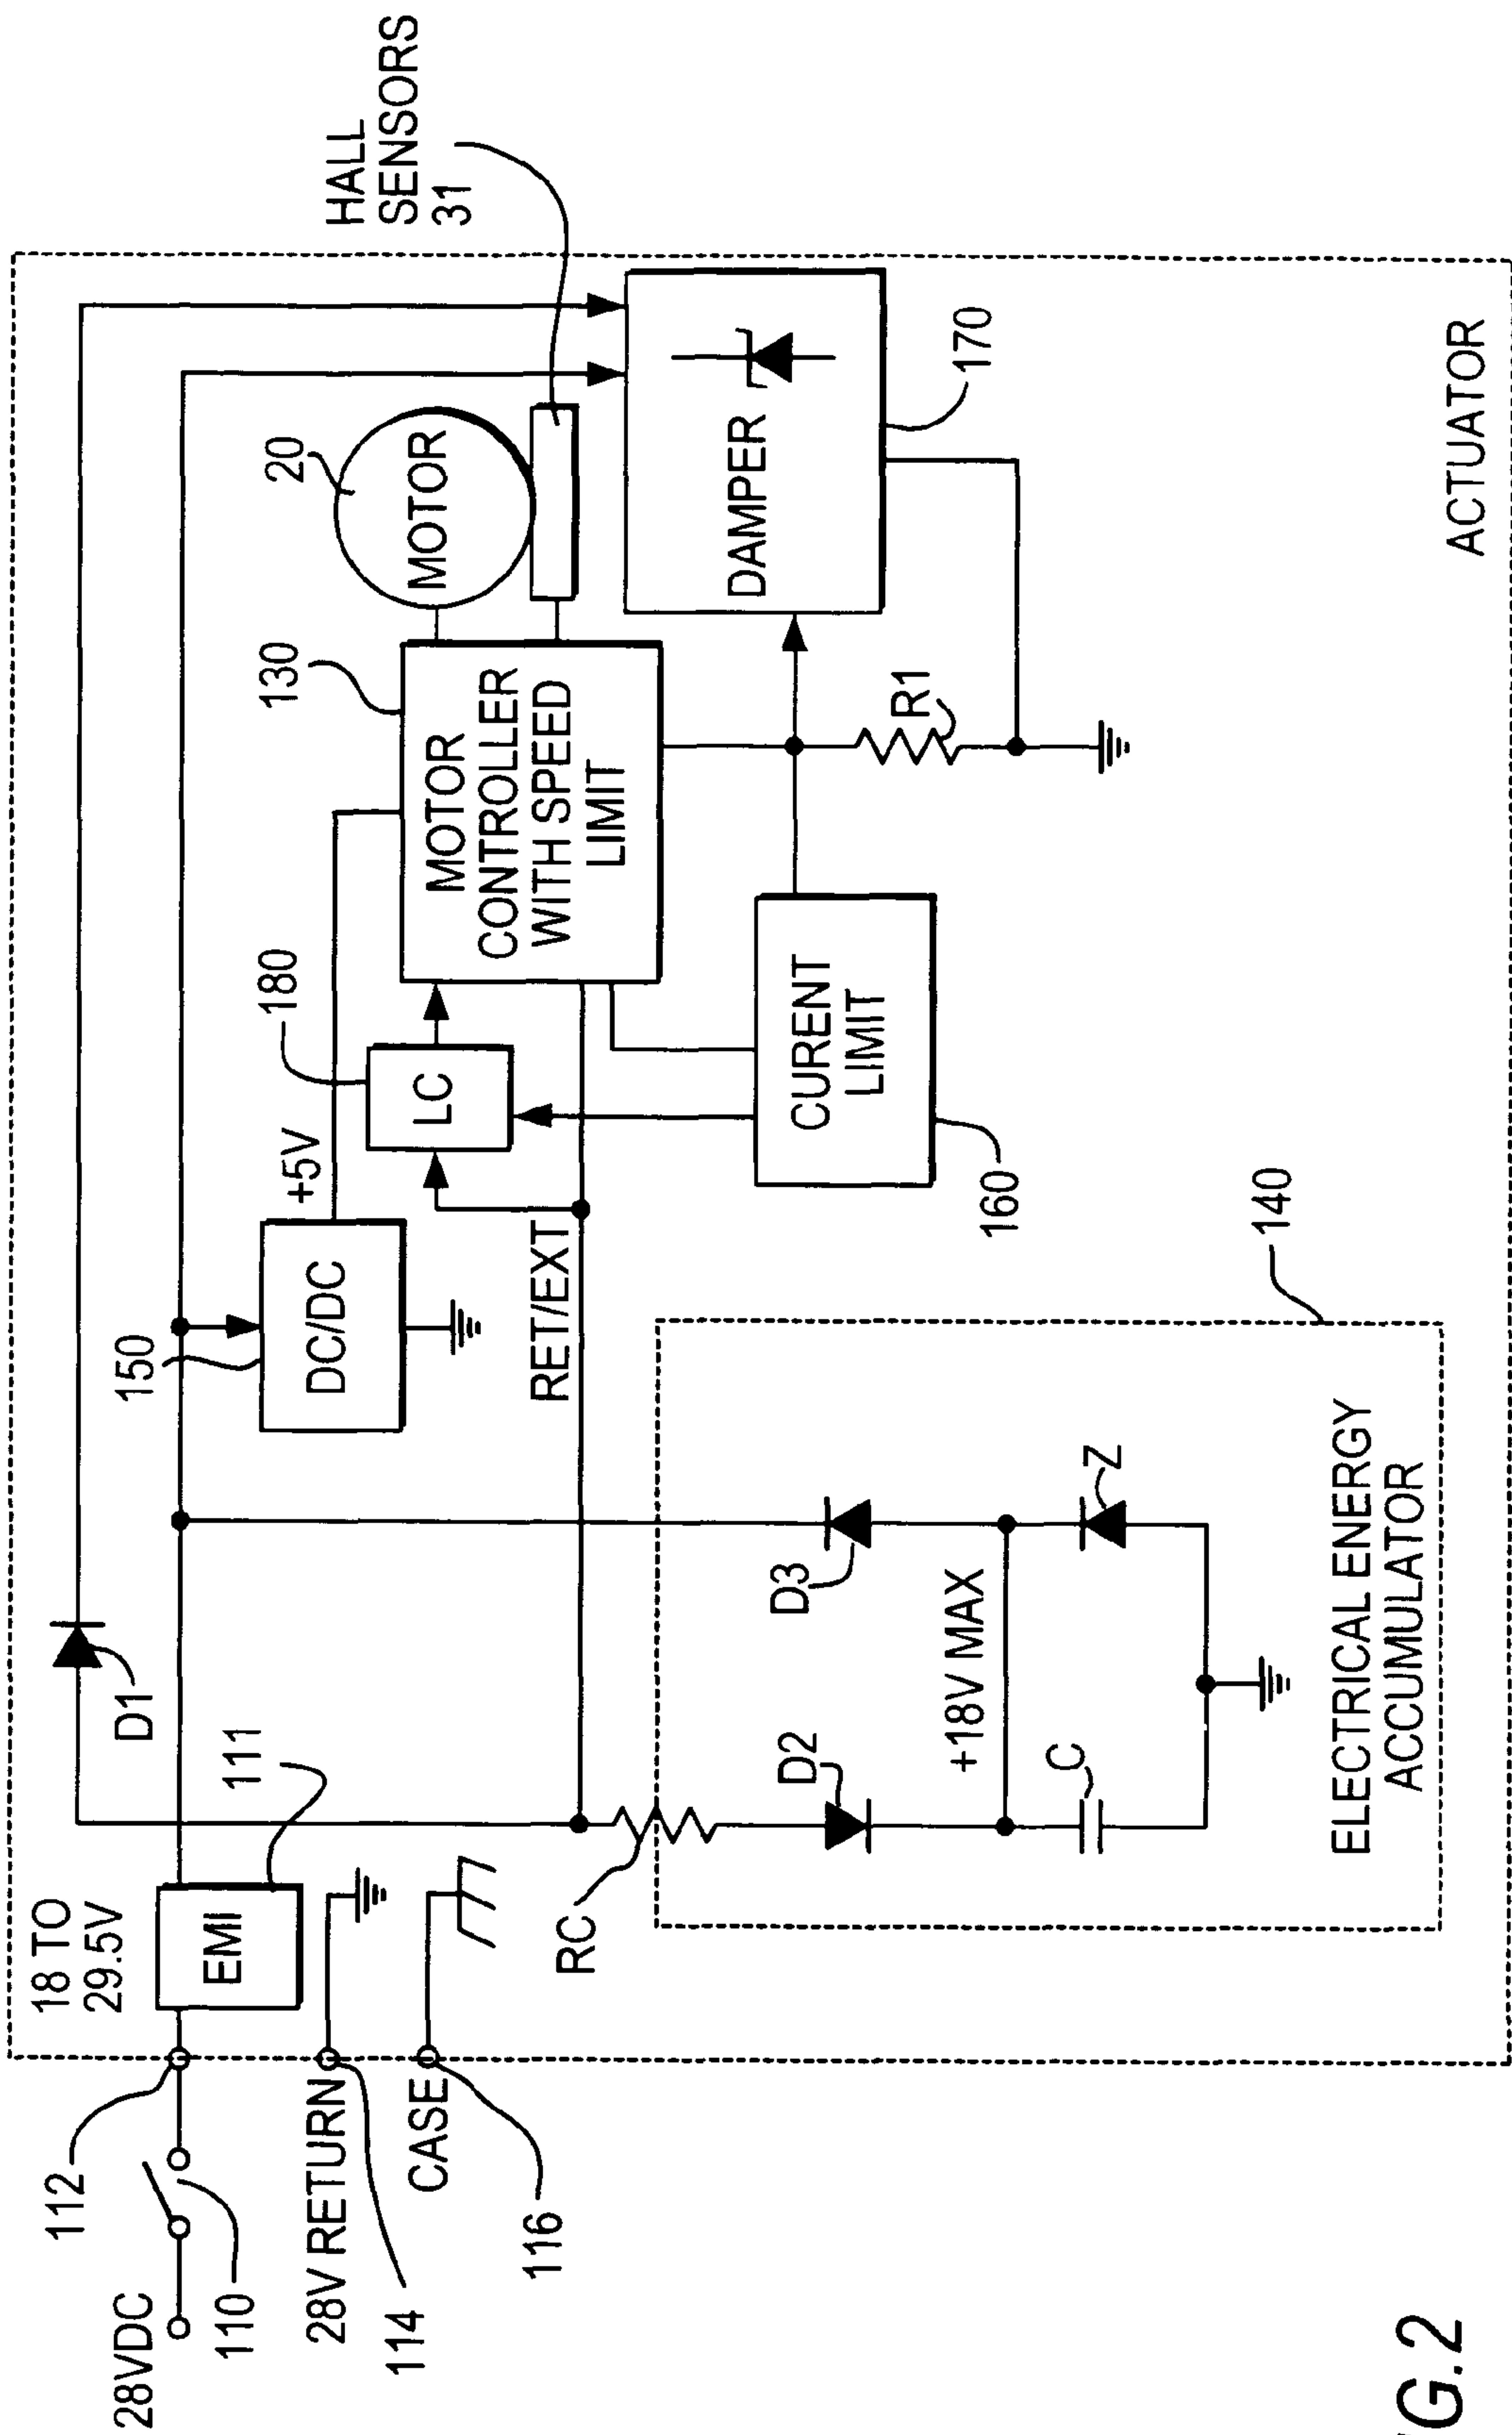 28VDC
110
112
18 TO
29.5V
EMI
111
28V RETURN
114
CASE
116
D1
150
DC/DC
+5V
180
LC
RET/EXT
130
MOTOR
CONTROLLER
WITH SPEED
LIMIT
20
MOTOR
HALL
SENSORS
31
DAMPER
170
R1
CURENT
LIMIT
160
RC
D2
D3
+18V MAX
C
Z
140
ELECTRICAL ENERGY
ACCUMULATOR
ACTUATOR
G.2